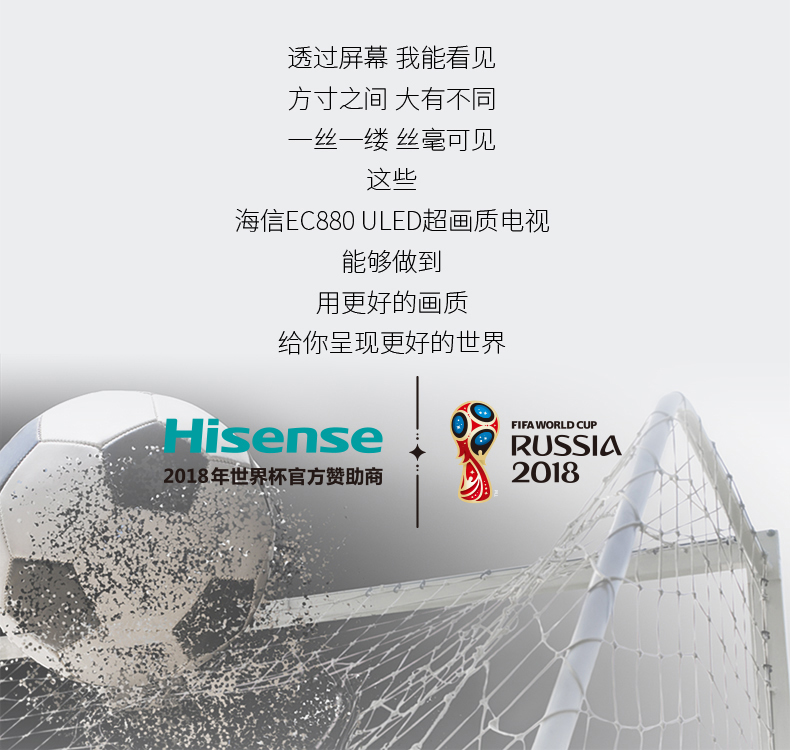 透过屏幕 我能看见
方寸之间 大有不同
一丝一缕 丝毫可见
这些
海信EC880 ULED超画质电视
能够做到
用更好的画质
给你呈现更好的世界
Hisense
2018年世界杯官方赞助商
FIFA WORLD CUP
RUSSIA
2018